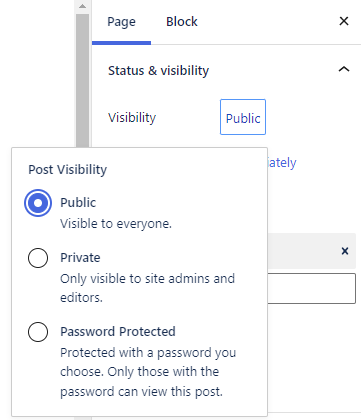 Page Block
Status & visibility
Visibility Public
Post Visibility
Public
Visible to everyone.
Private
Only visible to site admins and
editors.
Password Protected
Protected with a password you
choose. Only those with the
password can view this post.